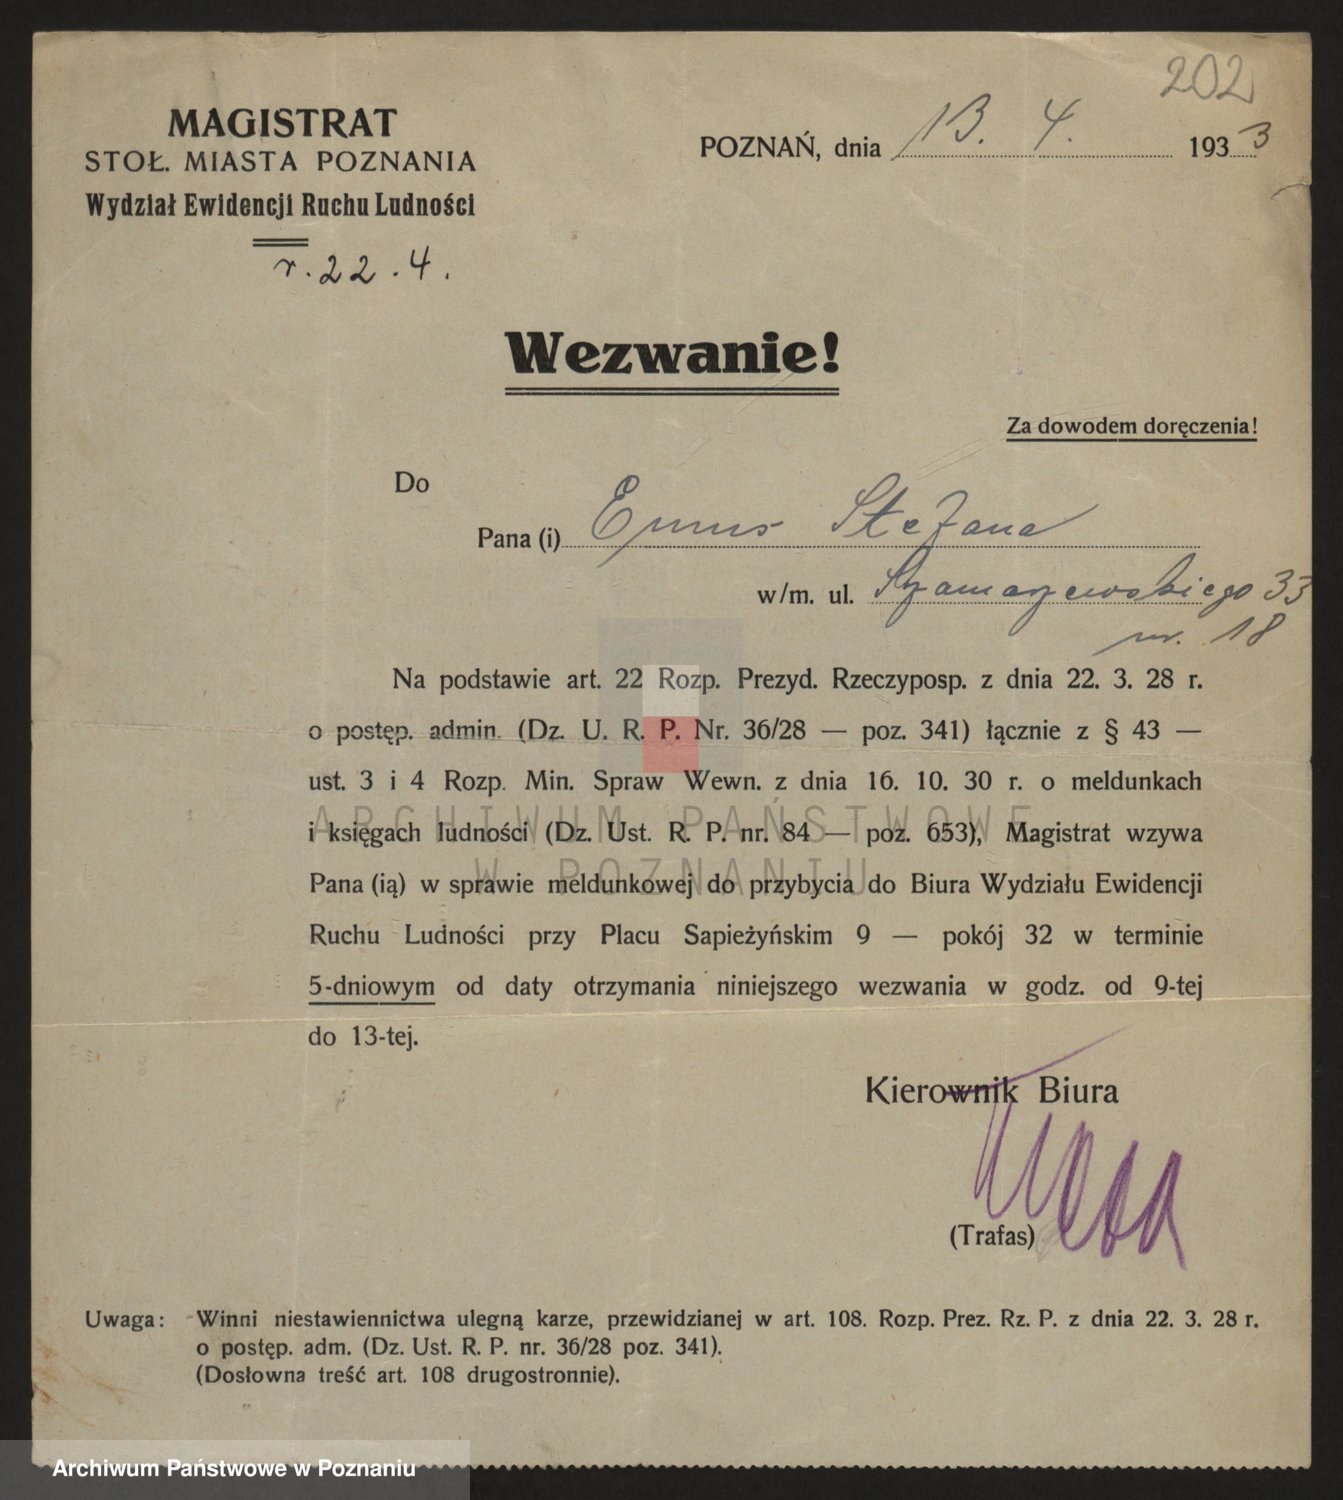 202
MAGISTRAT
STOŁ. MIASTA POZNANIA
Wydział Ewidencji Ruchu Ludności
POZNAŃ, dnia 13. 4. 1933
r. 22. 4.
Wezwanie!
Za dowodem doręczenia!
Do
Pana (i) Stefana
w/m. ul. Szamarzewskiego 33
18
Na podstawie art. 22 Rozp. Prezyd. Rzeczyposp. z dnia 22. 3. 28 r.
o postęp. admin. (Dz. U. R. P. Nr. 36/28 — poz. 341) łącznie z § 43 —
ust. 3 i 4 Rozp. Min. Spraw Wewn. z dnia 16. 10. 30 r. o meldunkach
i księgach ludności (Dz. Ust. R. P. nr. 84 — poz. 653), Magistrat wzywa
Pana (ią) w sprawie meldunkowej do przybycia do Biura Wydziału Ewidencji
Ruchu Ludności przy Placu Sapieżyńskim 9 — pokój 32 w terminie
5-dniowym od daty otrzymania niniejszego wezwania w godz. od 9-tej
do 13-tej.
ARCHIWUM PAŃSTWOWE
W POZNANIU
Kierownik Biura
(Trafas)
Uwaga: Winni niestawiennictwa ulegną karze, przewidzianej w art. 108. Rozp. Prez. Rz. P. z dnia 22. 3. 28 r.
o postęp. adm. (Dz. Ust. R. P. nr. 36/28 poz. 341).
(Dosłowna treść art. 108 drugostronnie).
Archiwum Państwowe w Poznaniu